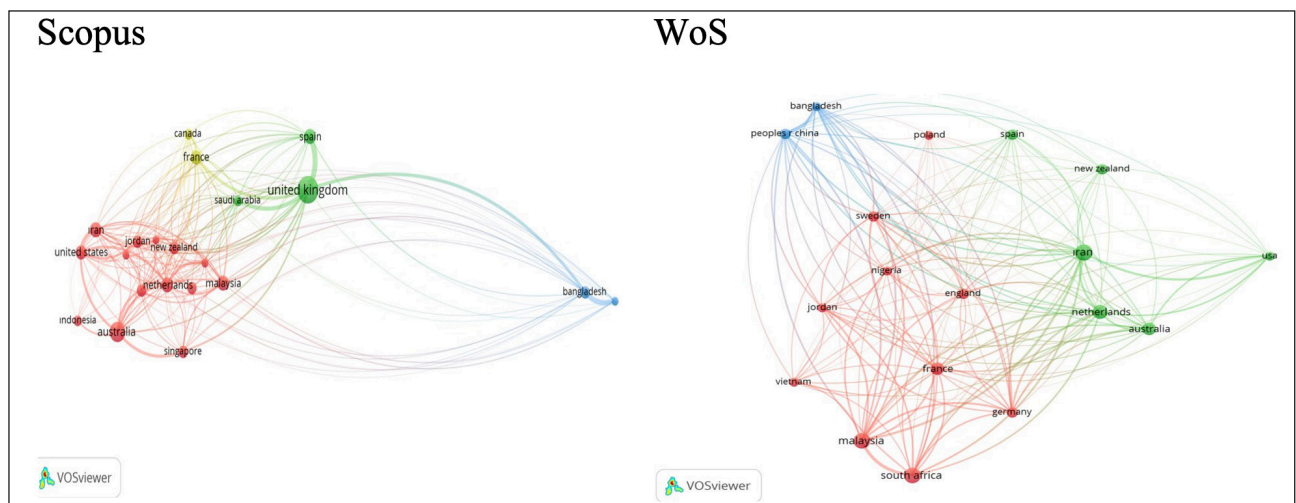 Scopus
WoS
canada
spain
france
united kingdom
saudi arabia
iran
jordan
new zealand
united states
netherlands
malaysia
bangladesh
indonesia
australia
singapore
VOSviewer
bangladesh
peoples r china
poland
spain
new zealand
sweden
iran
usa
nigeria
england
jordan
netherlands
australia
france
vietnam
germany
malaysia
south africa
VOSviewer